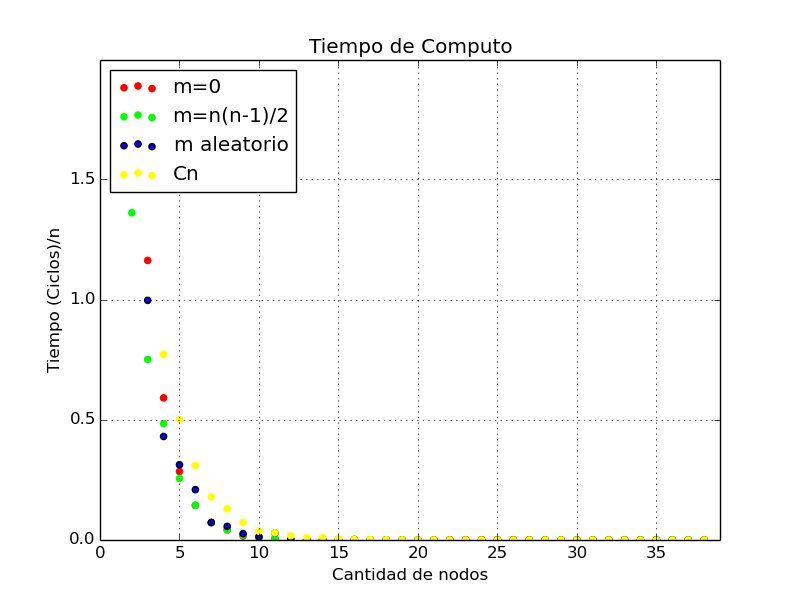 Tiempo de Computo
m=0
m=n(n-1)/2
m aleatorio
Cn
Tiempo (Ciclos)/n
1.5
1.0
0.5
0.0
0 5 10 15 20 25 30 35
Cantidad de nodos